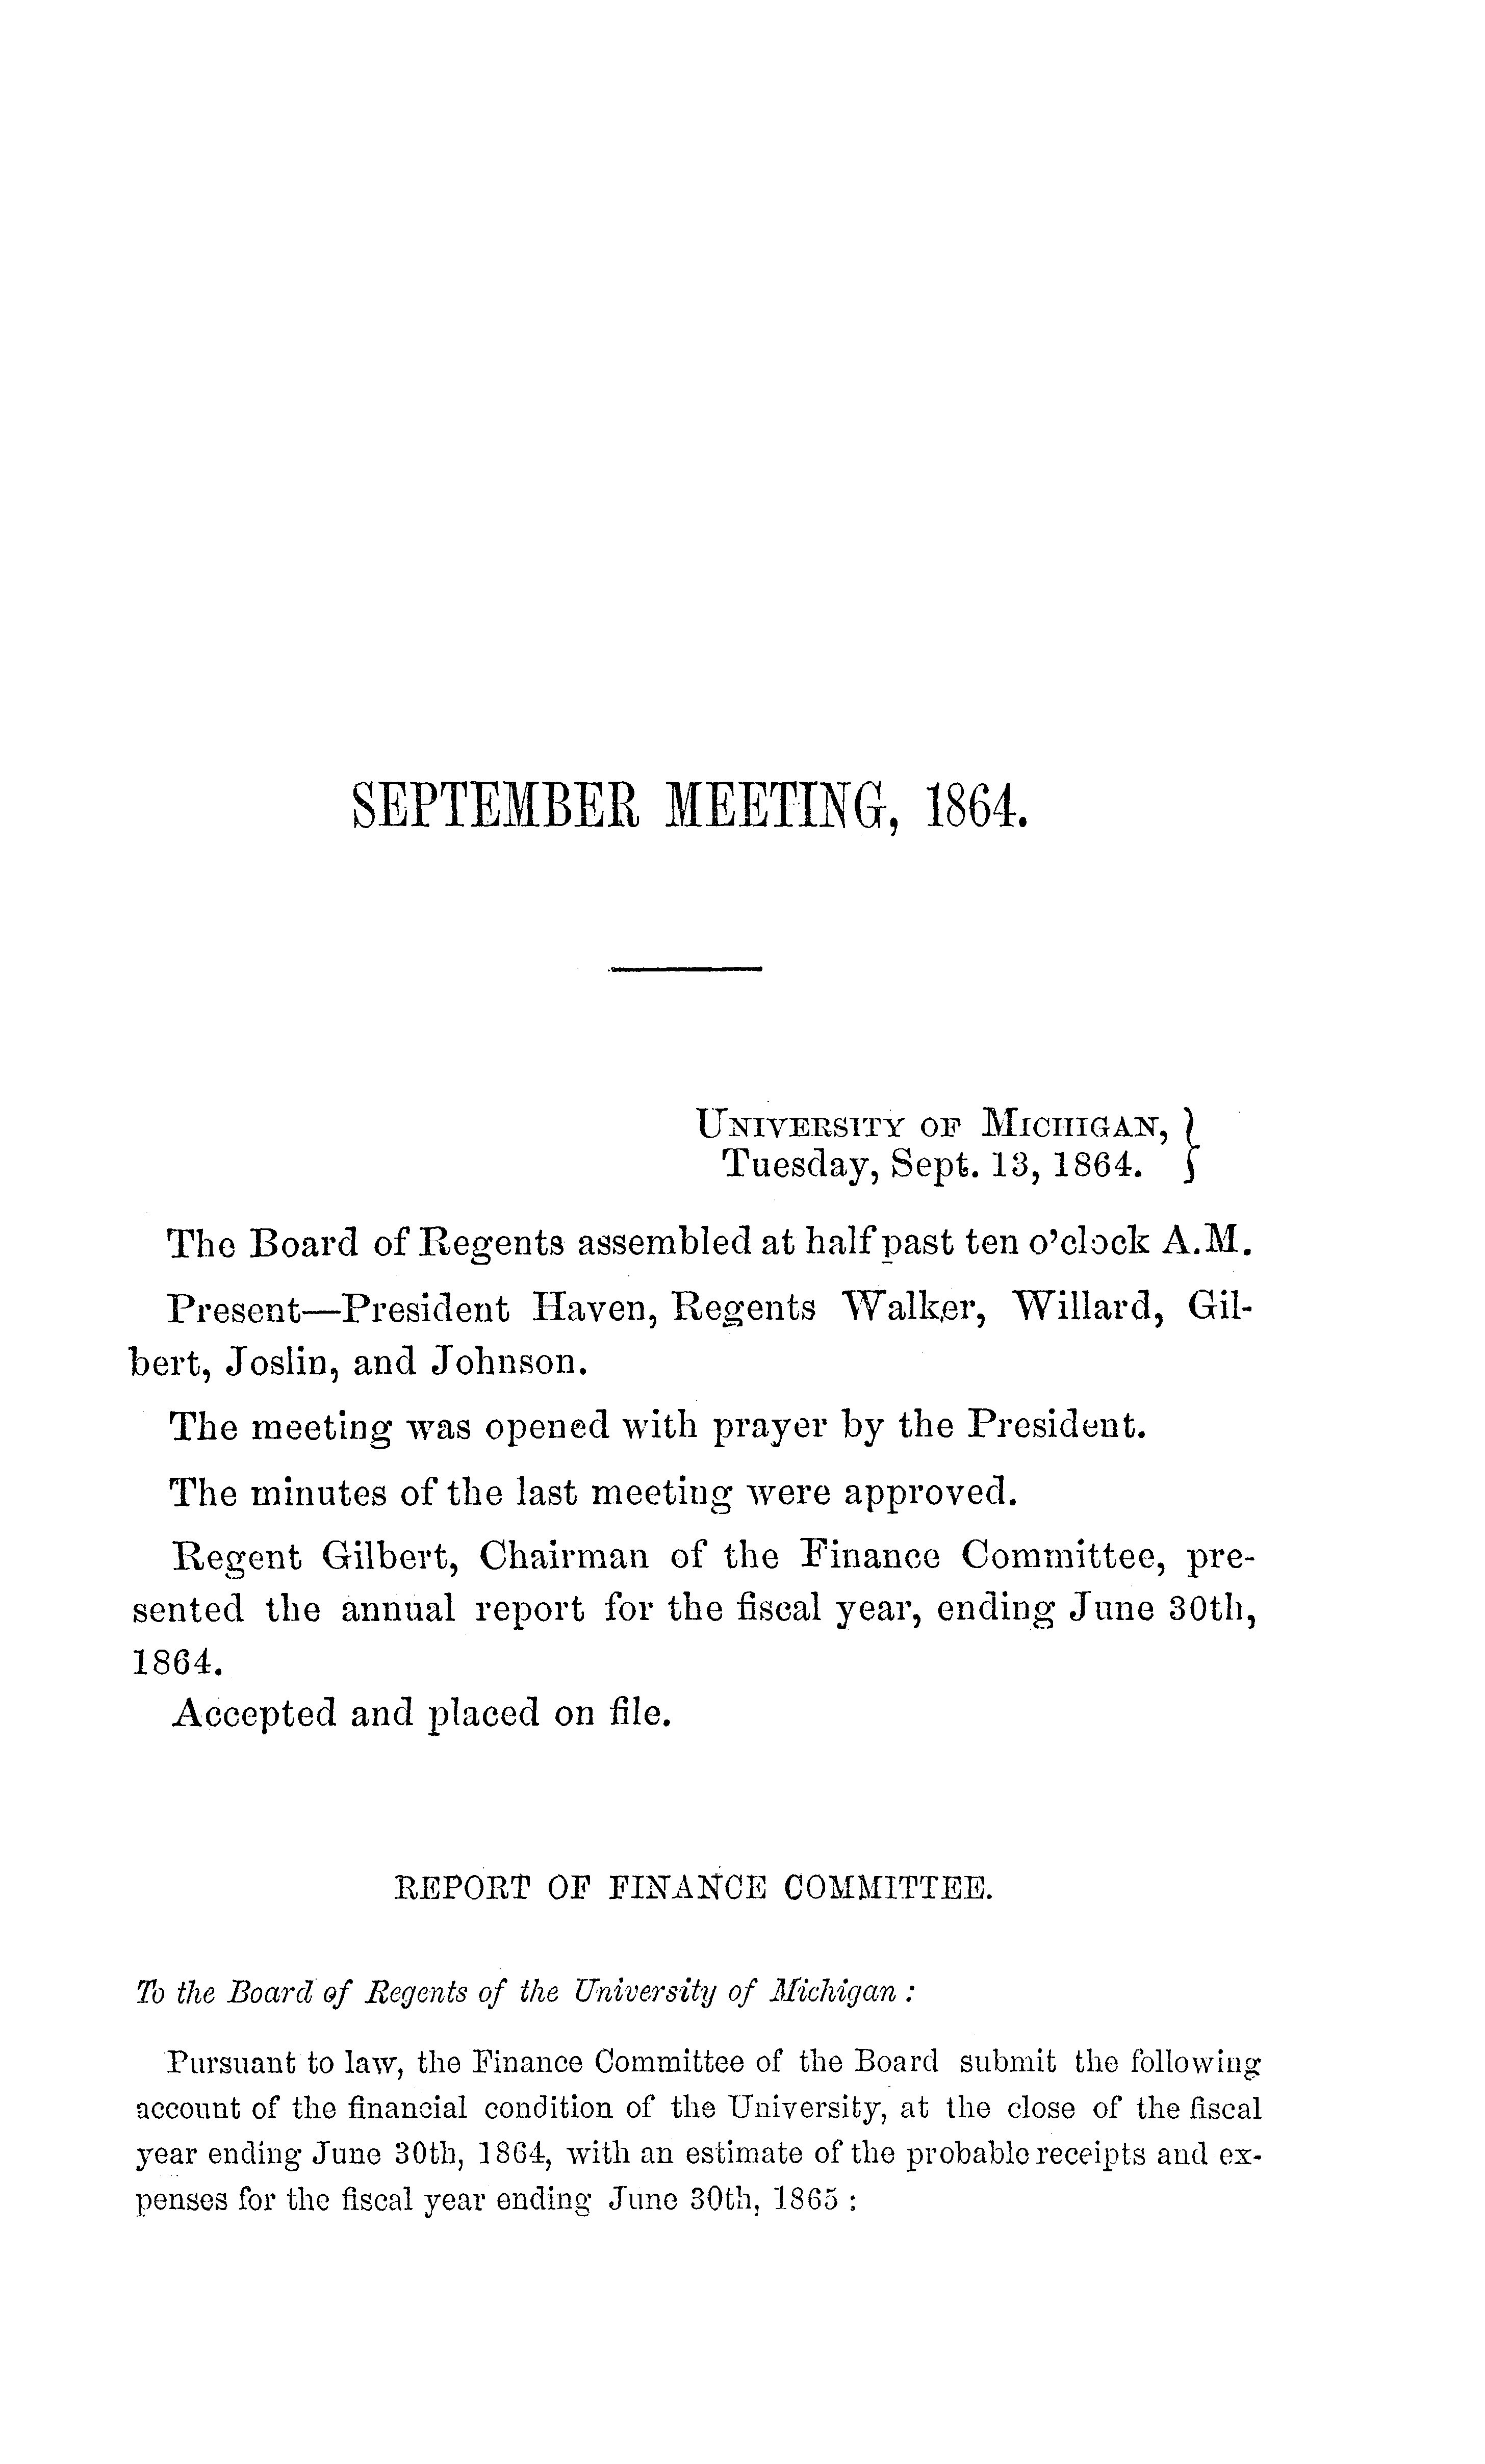 SEPTEMBER MEETING, 1864.
UNIVERSITY OF MICHIGAN,
Tuesday, Sept. 13, 1864.
The Board of Regents assembled at half past ten o'clock A.M.
Present—President Haven, Regents Walker, Willard, Gil-
bert, Joslin, and Johnson.
The meeting was opened with prayer by the President.
The minutes of the last meeting were approved.
Regent Gilbert, Chairman of the Finance Committee, pre-
sented the annual report for the fiscal year, ending June 30th,
1864.
Accepted and placed on file.
REPORT OF FINANCE COMMITTEE.
To the Board of Regents of the University of Michigan :
Pursuant to law, the Finance Committee of the Board submit the following
account of the financial condition of the University, at the close of the fiscal
year ending June 30th, 1864, with an estimate of the probable receipts and ex-
penses for the fiscal year ending June 30th, 1865 :